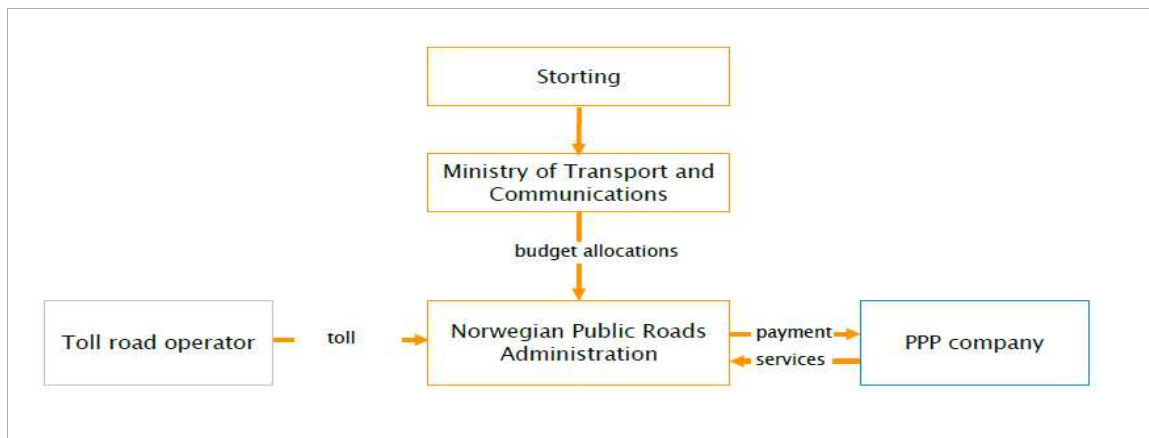 Storting
Ministry of Transport and
Communications
budget allocations
Toll road operator
toll
Norwegian Public Roads
Administration
payment
services
PPP company